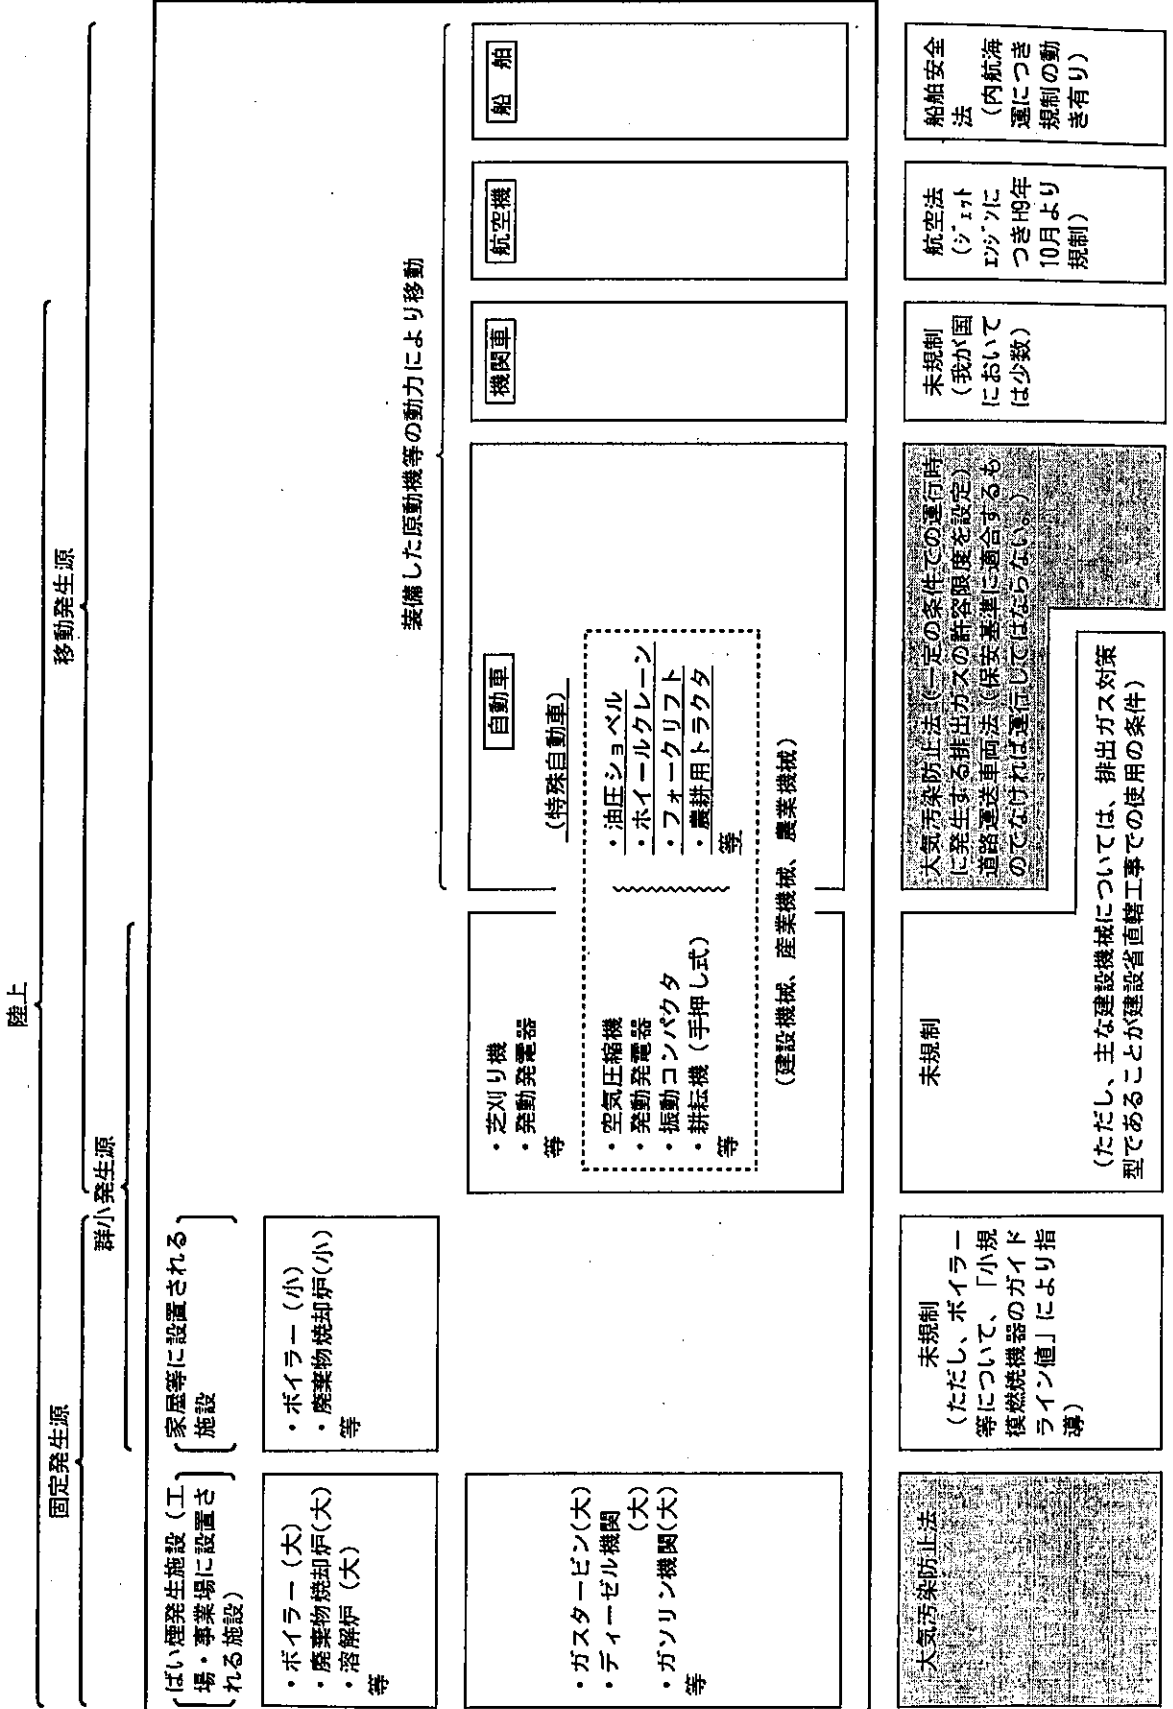 陸上
固定発生源
移動発生源
群小発生源
ばい煙発生施設(工
場・事業場に設置さ
れる施設)
家屋等に設置される
施設
装備した原動機等の動力により移動
・ボイラー(大)
・廃棄物焼却炉(大)
・溶解炉(大)
等
・ボイラー(小)
・廃棄物焼却炉(小)
等
・ガスタービン(大)
・ディーゼル機関
(大)
・ガソリン機関(大)
等
・芝刈り機
・発動発電器
等
・空気圧縮機
・発動発電器
・振動コンパクタ
・耕耘機(手押し式)
等
自動車
(特殊自動車)
・油圧ショベル
・ホイールクレーン
・フォークリフト
・農耕用トラクタ
等
(建設機械、産業機械、農業機械)
機関車
航空機
船 舶
大気汚染防止法
未規制
(ただし、ボイラー
等について、「小規
模燃焼機器のガイド
ライン値」により指
導)
未規制
(ただし、主な建設機械については、排出ガス対策
型であることが建設省直轄工事での使用の条件)
大気汚染防止法(一定の条件での運行時
に発生する排出ガスの許容限度を設定)
道路運送車両法(保安基準に適合するも
のでなければ運行してはならない。)
未規制
(我が国
において
は少数)
航空法
(ジェット
エンジンに
つきH9年
10月より
規制)
船舶安全
法
(内航海
運につき
規制の動
き有り)